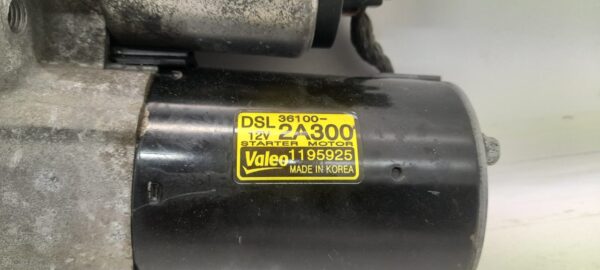 DSL 36100-
12V 2A300
STARTER MOTOR
Valeo 1195925
MADE IN KOREA